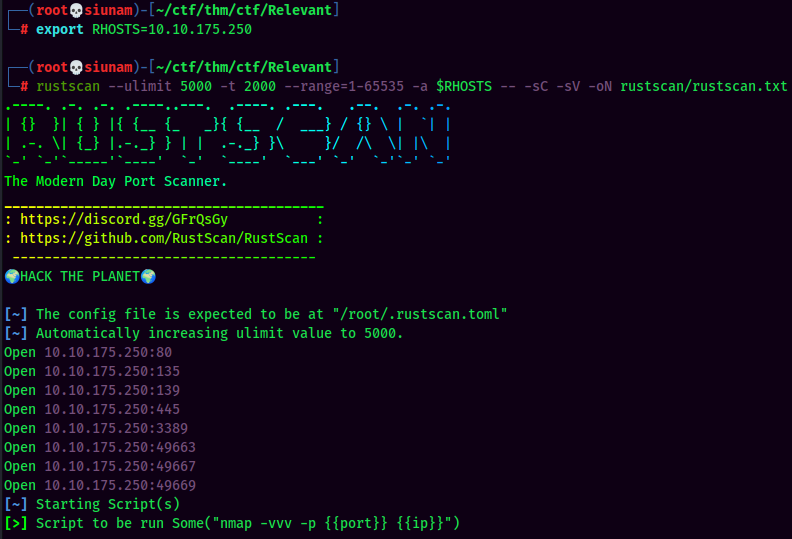 ┌──(root💀siunam)-[~/ctf/thm/ctf/Relevant]
└─# export RHOSTS=10.10.175.250
┌──(root💀siunam)-[~/ctf/thm/ctf/Relevant]
└─# rustscan --ulimit 5000 -t 2000 --range=1-65535 -a $RHOSTS -- -sC -sV -oN rustscan/rustscan.txt
.----. .-. .-. .----..---.  .----. .---.   .--.  .-. .-.
| {}  }| { } |{ {__ {_   _}{ {__  /  ___} / {} \ |  `| |
| .-. \| {_} |.-._} } | |  .-._} }\     }/  /\  \| |\  |
`-' `-'`-----'`----'  `-'  `----'  `---' `-'  `-'`-' `-'
The Modern Day Port Scanner.
________________________________________
: https://discord.gg/GFrQsGy           :
: https://github.com/RustScan/RustScan :
 --------------------------------------
🌍HACK THE PLANET🌍
[~] The config file is expected to be at "/root/.rustscan.toml"
[~] Automatically increasing ulimit value to 5000.
Open 10.10.175.250:80
Open 10.10.175.250:135
Open 10.10.175.250:139
Open 10.10.175.250:445
Open 10.10.175.250:3389
Open 10.10.175.250:49663
Open 10.10.175.250:49667
Open 10.10.175.250:49669
[~] Starting Script(s)
[>] Script to be run Some("nmap -vvv -p {{port}} {{ip}}")